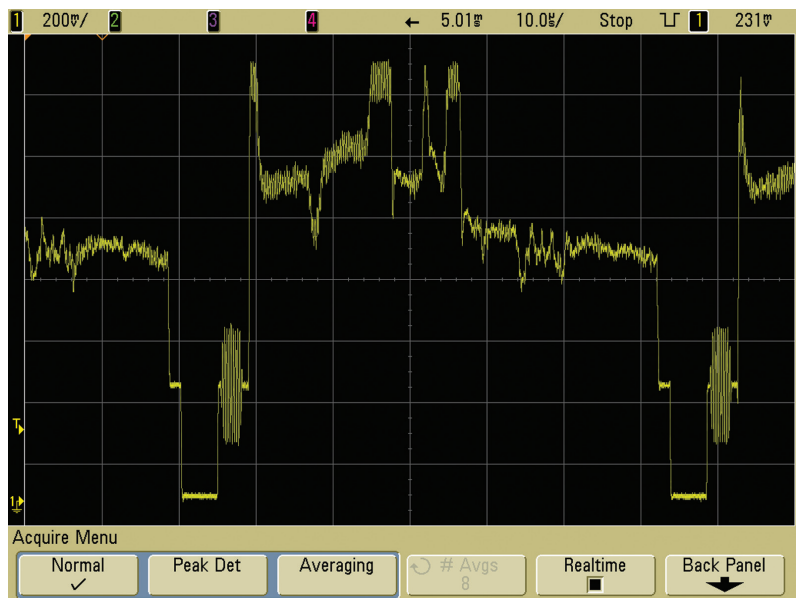 1 200mV/ 2 3 4 ← 5.01ms 10.0µs/ Stop 1 231mV
T
1
Acquire Menu
Normal Peak Det Averaging # Avgs Realtime Back Panel
✓ 8